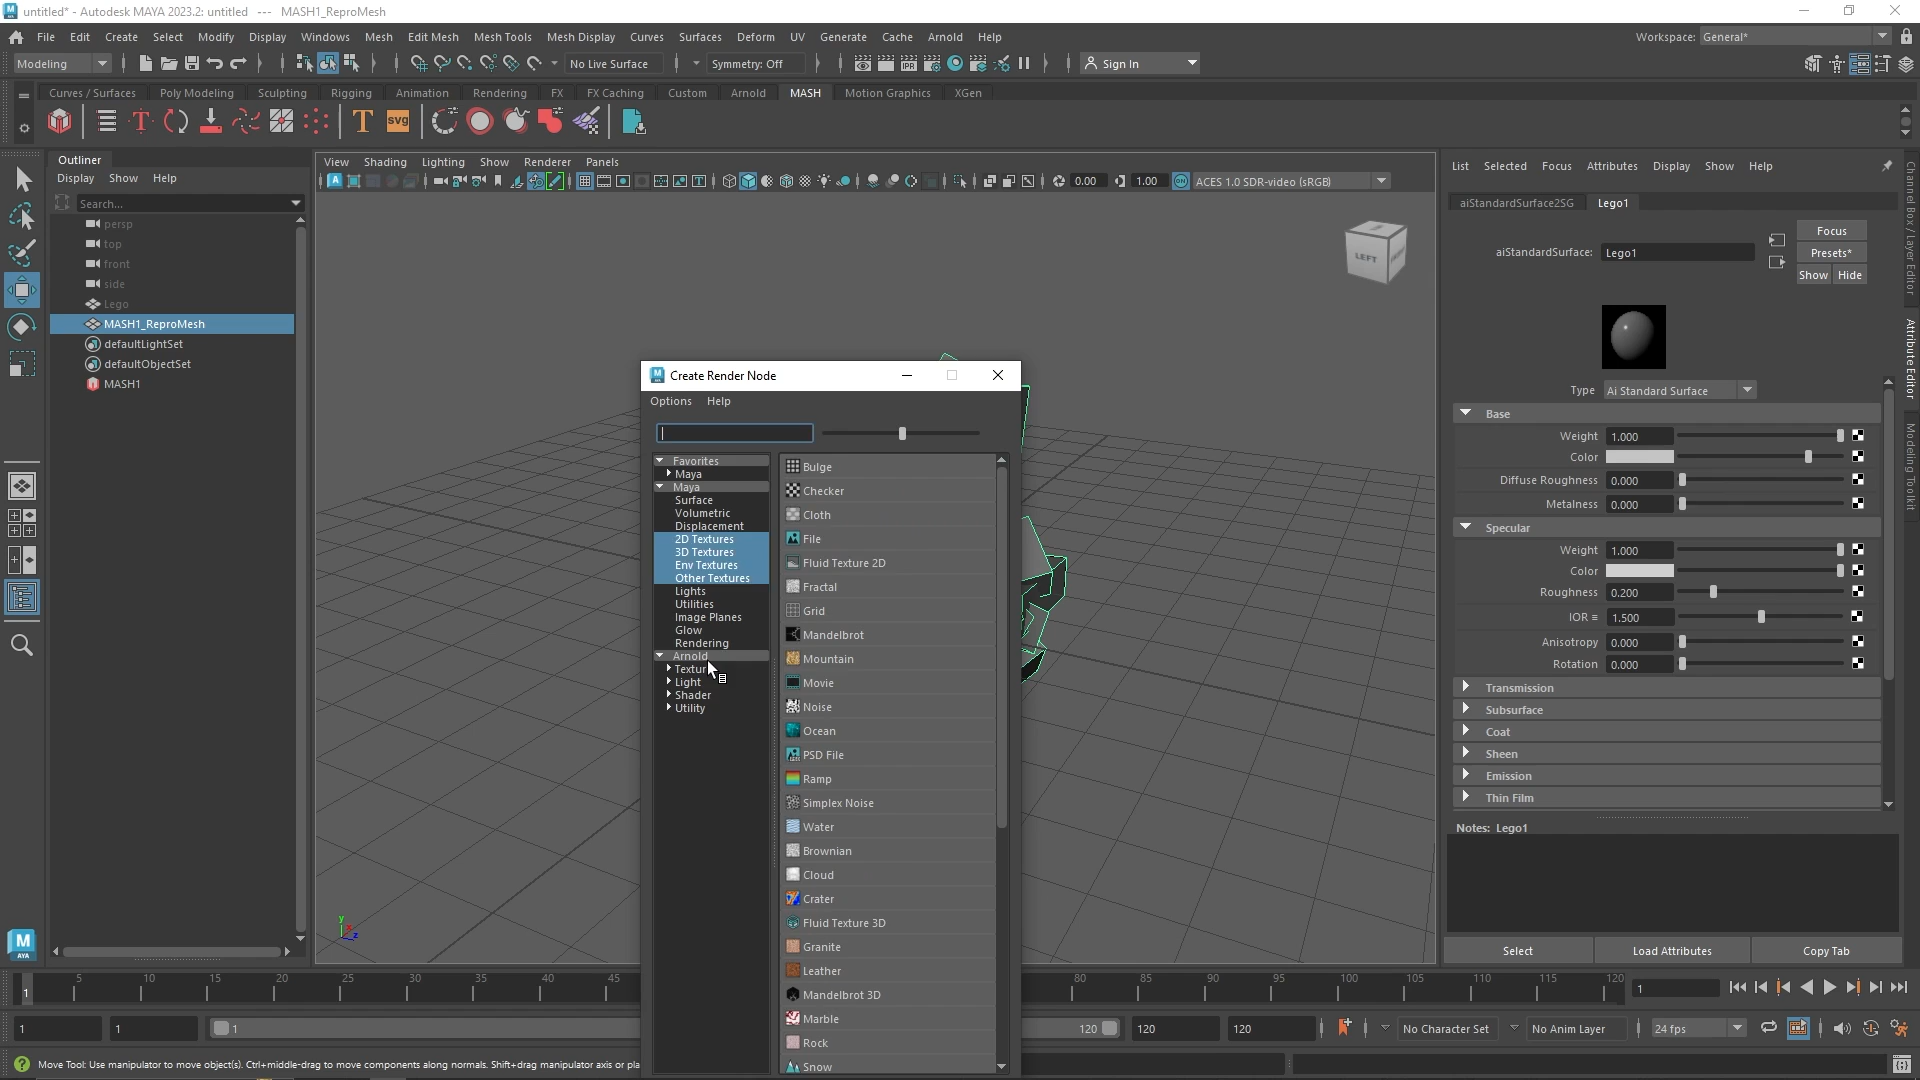 untitled* - Autodesk MAYA 2023.2: untitled --- MASH1_ReproMesh
File Edit Create Select Modify Display Windows Mesh Edit Mesh Mesh Tools Mesh Display Curves Surfaces Deform UV Generate Cache Arnold Help
Workspace: General*
Modeling
No Live Surface
Symmetry: Off
Sign In
Curves / Surfaces Poly Modeling Sculpting Rigging Animation Rendering FX FX Caching Custom Arnold MASH Motion Graphics XGen
Outliner
Display Show Help
Search...
persp
top
front
side
Lego
MASH1_ReproMesh
defaultLightSet
defaultObjectSet
MASH1
View Shading Lighting Show Renderer Panels
0.00 1.00 ACES 1.0 SDR-video (sRGB)
LEFT
Create Render Node
Options Help
Favorites
Maya
Maya
Surface
Volumetric
Displacement
2D Textures
3D Textures
Env Textures
Other Textures
Lights
Utilities
Image Planes
Glow
Rendering
Arnold
Textur
Light
Shader
Utility
Bulge
Checker
Cloth
File
Fluid Texture 2D
Fractal
Grid
Mandelbrot
Mountain
Movie
Noise
Ocean
PSD File
Ramp
Simplex Noise
Water
Brownian
Cloud
Crater
Fluid Texture 3D
Granite
Leather
Mandelbrot 3D
Marble
Rock
Snow
List Selected Focus Attributes Display Show Help
aiStandardSurface2SG Lego1
aiStandardSurface: Lego1
Focus
Presets*
Show Hide
Type Ai Standard Surface
Base
Weight 1.000
Color
Diffuse Roughness 0.000
Metalness 0.000
Specular
Weight 1.000
Color
Roughness 0.200
IOR = 1.500
Anisotropy 0.000
Rotation 0.000
Transmission
Subsurface
Coat
Sheen
Emission
Thin Film
Notes: Lego1
Select Load Attributes Copy Tab
Channel Box / Layer Editor
Attribute Editor
Modeling Toolkit
1 5 10 15 20 25 30 35 40 45 80 85 90 95 100 105 110 115 120 1
1 1 1 120 120 120 No Character Set No Anim Layer 24 fps
Move Tool: Use manipulator to move object(s). Ctrl+middle-drag to move components along normals. Shift+drag manipulator axis or pla